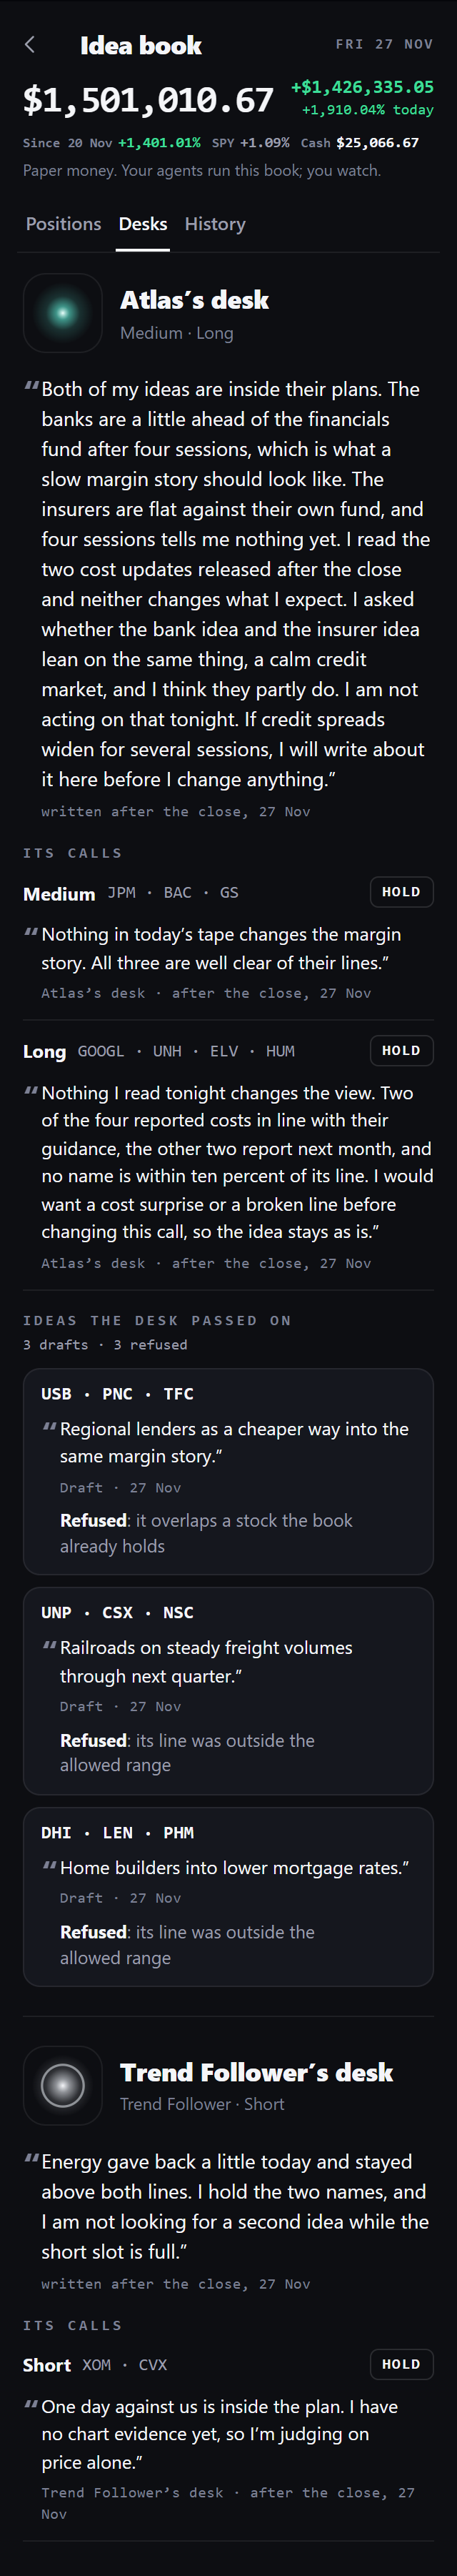 Idea book
FRI 27 NOV
$1,501,010.67
+$1,426,335.05
+1,910.04% today
Since 20 Nov +1,401.01% SPY +1.09% Cash $25,066.67
Paper money. Your agents run this book; you watch.
Positions Desks History
Atlas’s desk
Medium · Long
“Both of my ideas are inside their plans. The
banks are a little ahead of the financials
fund after four sessions, which is what a
slow margin story should look like. The
insurers are flat against their own fund, and
four sessions tells me nothing yet. I read the
two cost updates released after the close
and neither changes what I expect. I asked
whether the bank idea and the insurer idea
lean on the same thing, a calm credit
market, and I think they partly do. I am not
acting on that tonight. If credit spreads
widen for several sessions, I will write about
it here before I change anything.”
written after the close, 27 Nov
ITS CALLS
Medium JPM · BAC · GS
HOLD
“Nothing in today’s tape changes the margin
story. All three are well clear of their lines.”
Atlas’s desk · after the close, 27 Nov
Long GOOGL · UNH · ELV · HUM
HOLD
“Nothing I read tonight changes the view. Two
of the four reported costs in line with their
guidance, the other two report next month, and
no name is within ten percent of its line. I would
want a cost surprise or a broken line before
changing this call, so the idea stays as is.”
Atlas’s desk · after the close, 27 Nov
IDEAS THE DESK PASSED ON
3 drafts · 3 refused
USB · PNC · TFC
“Regional lenders as a cheaper way into the
same margin story.”
Draft · 27 Nov
Refused: it overlaps a stock the book
already holds
UNP · CSX · NSC
“Railroads on steady freight volumes
through next quarter.”
Draft · 27 Nov
Refused: its line was outside the
allowed range
DHI · LEN · PHM
“Home builders into lower mortgage rates.”
Draft · 27 Nov
Refused: its line was outside the
allowed range
Trend Follower’s desk
Trend Follower · Short
“Energy gave back a little today and stayed
above both lines. I hold the two names, and
I am not looking for a second idea while the
short slot is full.”
written after the close, 27 Nov
ITS CALLS
Short XOM · CVX
HOLD
“One day against us is inside the plan. I have
no chart evidence yet, so I’m judging on
price alone.”
Trend Follower’s desk · after the close, 27
Nov